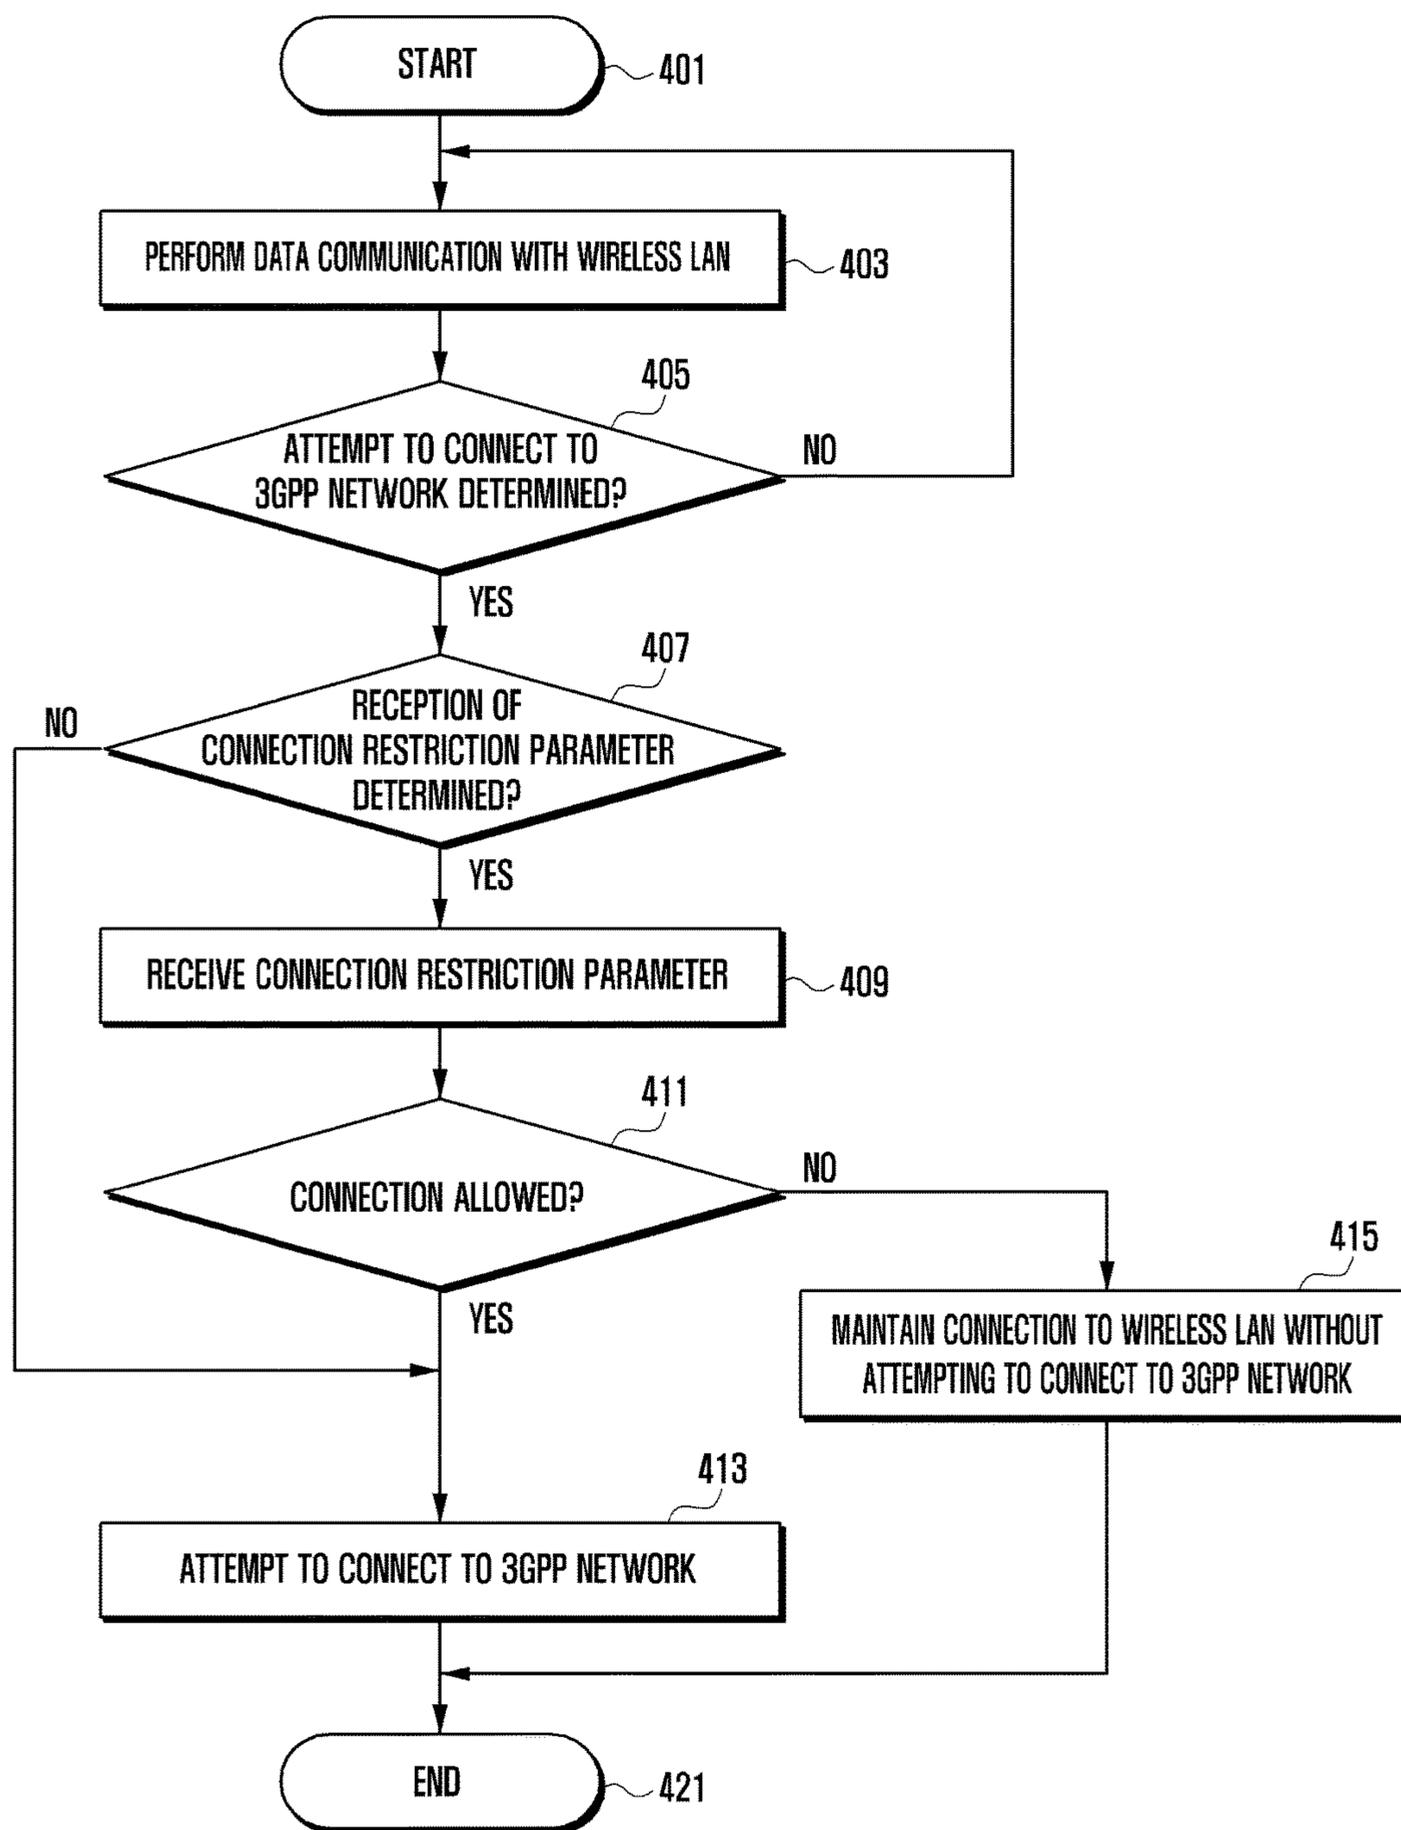 START
401
PERFORM DATA COMMUNICATION WITH WIRELESS LAN
403
405
ATTEMPT TO CONNECT TO
3GPP NETWORK DETERMINED?
NO
YES
407
RECEPTION OF
CONNECTION RESTRICTION PARAMETER
DETERMINED?
NO
YES
RECEIVE CONNECTION RESTRICTION PARAMETER
409
411
CONNECTION ALLOWED?
NO
YES
415
MAINTAIN CONNECTION TO WIRELESS LAN WITHOUT
ATTEMPTING TO CONNECT TO 3GPP NETWORK
413
ATTEMPT TO CONNECT TO 3GPP NETWORK
END
421